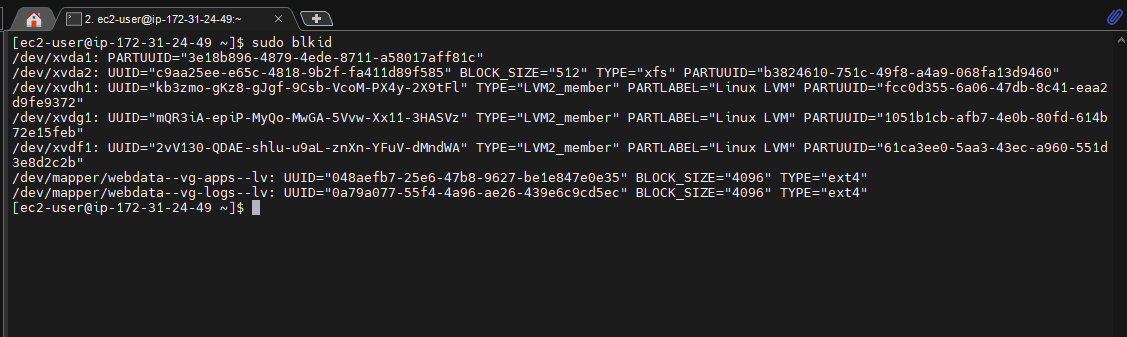 2. ec2-user@ip-172-31-24-49:~
[ec2-user@ip-172-31-24-49 ~]$ sudo blkid
/dev/xvda1: PARTUUID="3e18b896-4879-4ede-8711-a58017aff81c"
/dev/xvda2: UUID="c9aa25ee-e65c-4818-9b2f-fa411d89f585" BLOCK_SIZE="512" TYPE="xfs" PARTUUID="b3824610-751c-49f8-a4a9-068fa13d9460"
/dev/xvdh1: UUID="kb3zmo-gKz8-gJgf-9Csb-VcoM-PX4y-2X9tFl" TYPE="LVM2_member" PARTLABEL="Linux LVM" PARTUUID="fcc0d355-6a06-47db-8c41-eaa2
d9fe9372"
/dev/xvdg1: UUID="mQR3iA-epiP-MyQo-MwGA-5Vvw-Xx11-3HASVz" TYPE="LVM2_member" PARTLABEL="Linux LVM" PARTUUID="1051b1cb-afb7-4e0b-80fd-614b
72e15feb"
/dev/xvdf1: UUID="2vV130-QDAE-shlu-u9aL-znXn-YFuV-dMndWA" TYPE="LVM2_member" PARTLABEL="Linux LVM" PARTUUID="61ca3ee0-5aa3-43ec-a960-551d
3e8d2c2b"
/dev/mapper/webdata--vg-apps--lv: UUID="048aefb7-25e6-47b8-9627-be1e847e0e35" BLOCK_SIZE="4096" TYPE="ext4"
/dev/mapper/webdata--vg-logs--lv: UUID="0a79a077-55f4-4a96-ae26-439e6c9cd5ec" BLOCK_SIZE="4096" TYPE="ext4"
[ec2-user@ip-172-31-24-49 ~]$